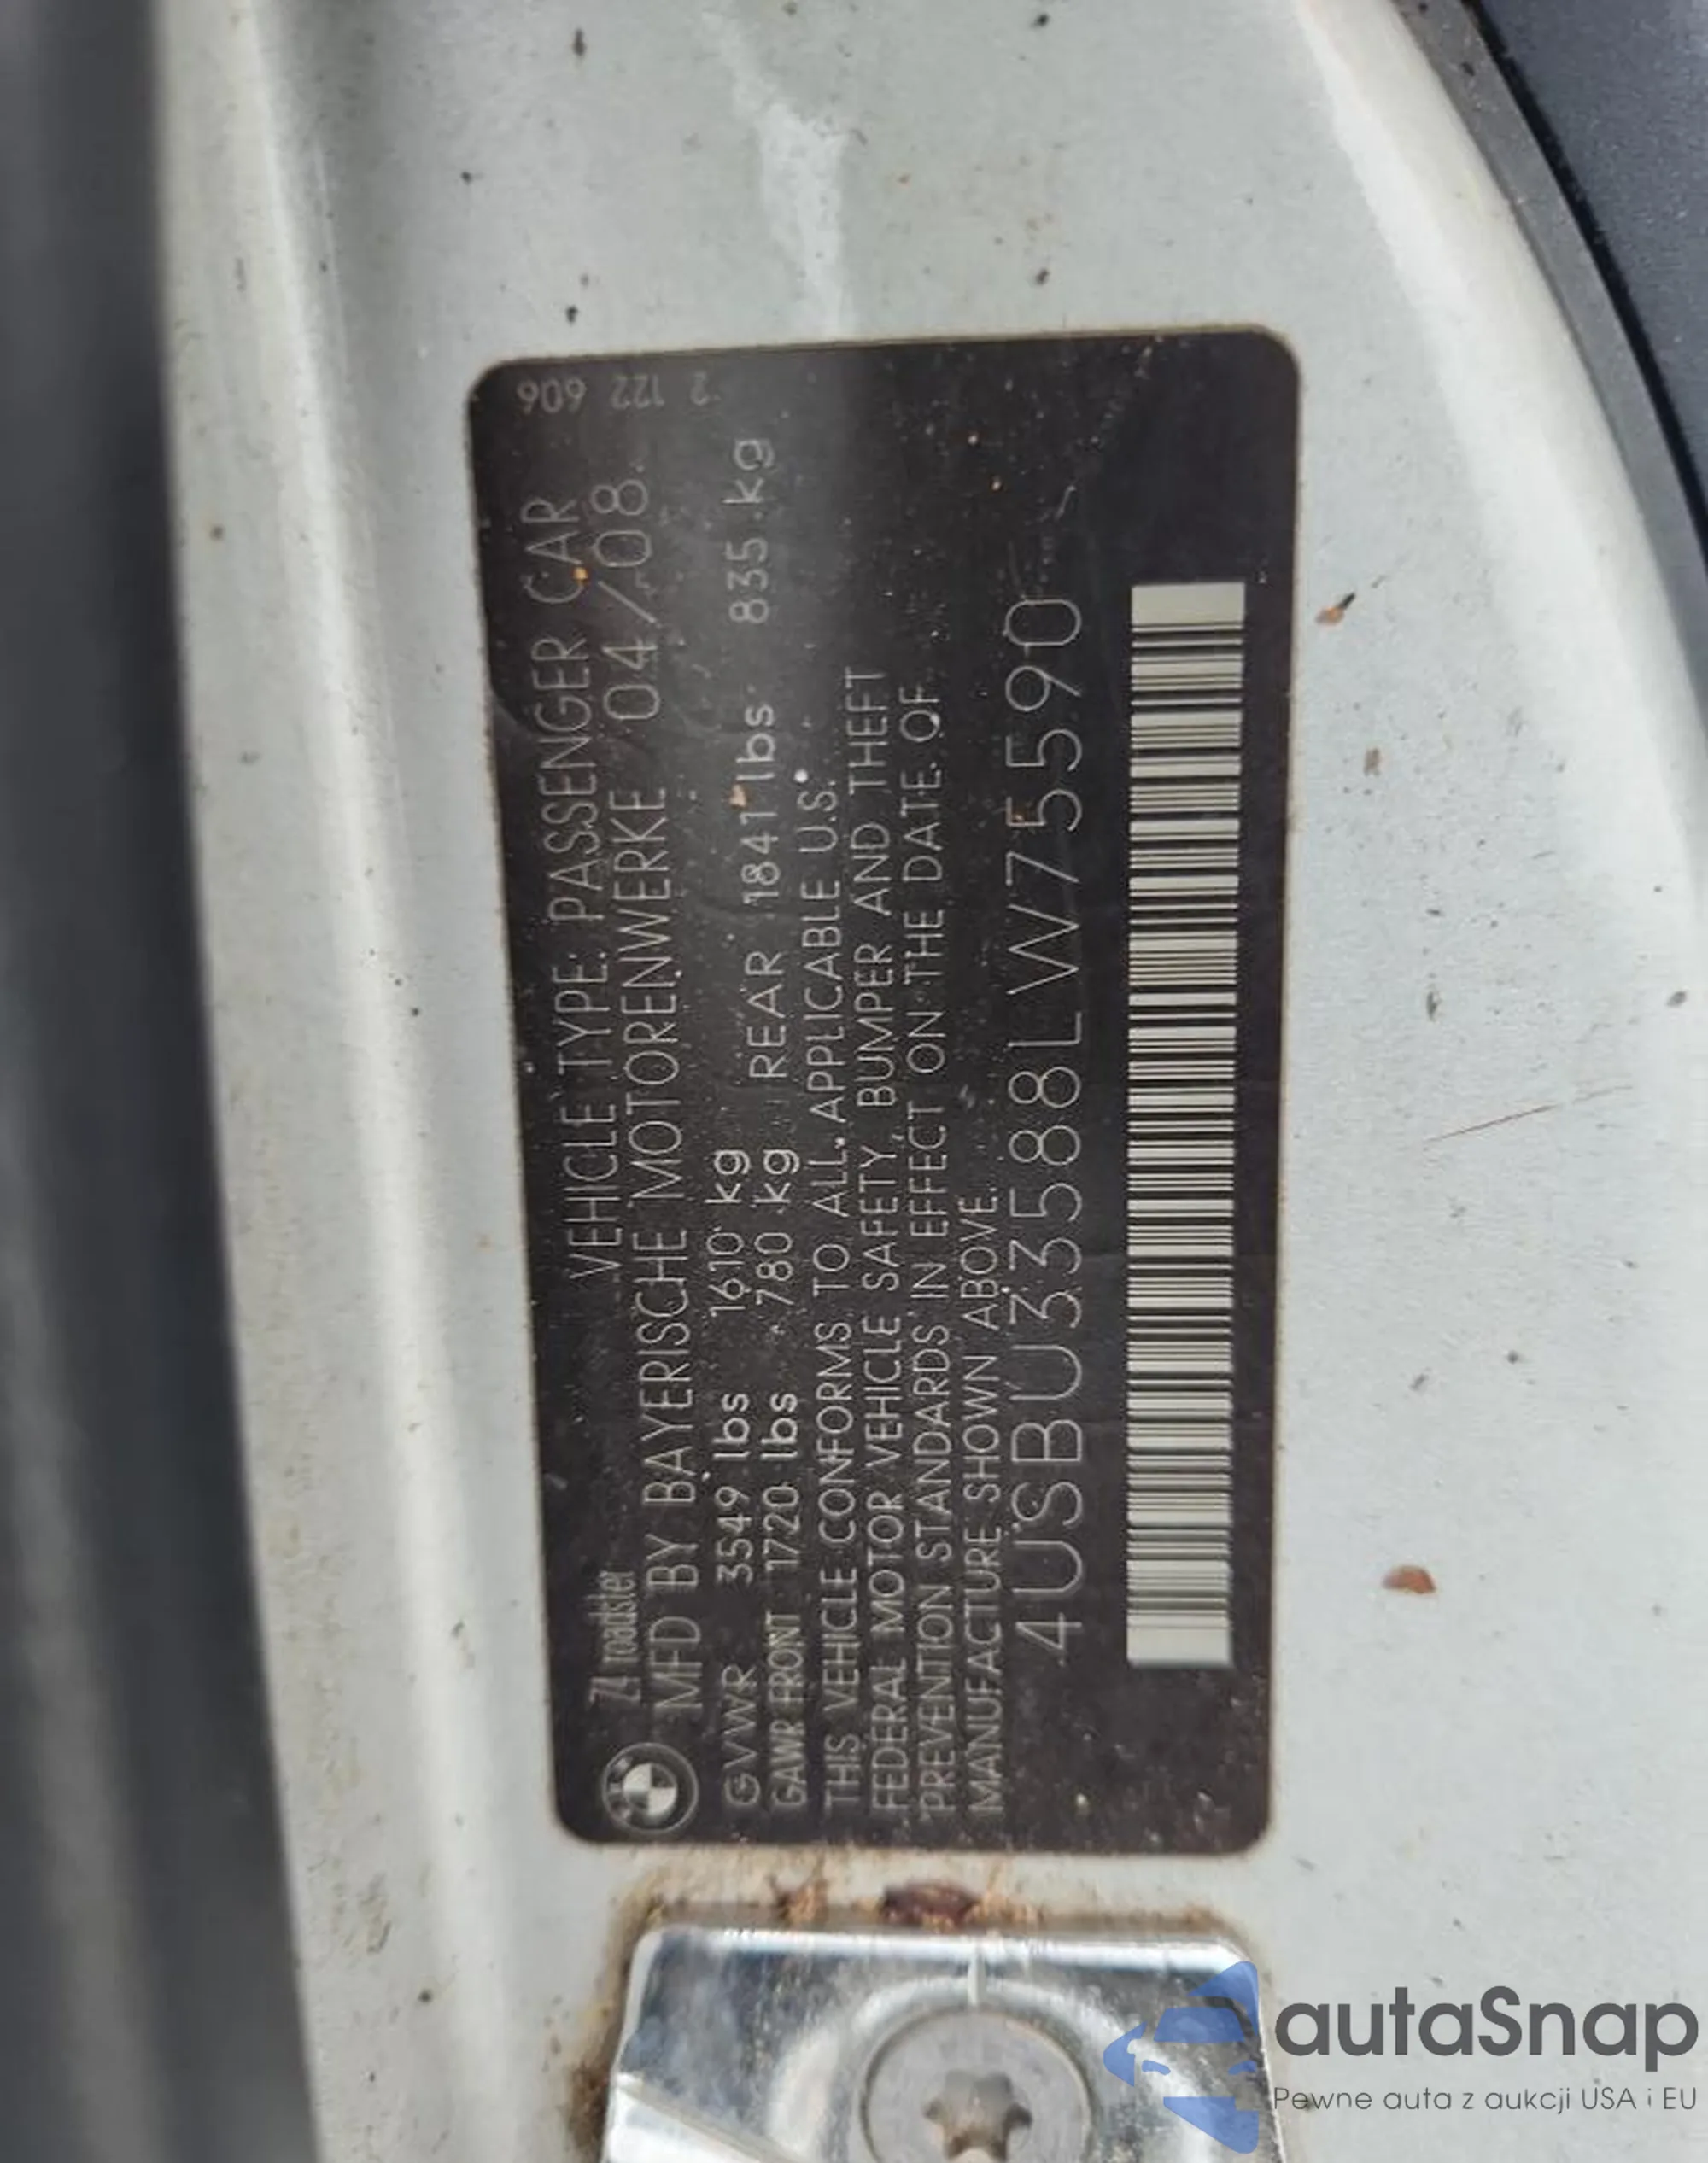 2 122 606
Z4 roadster VEHICLE TYPE: PASSENGER CAR
MFD BY BAYERISCHE MOTORENWERKE 04/08
GVWR 3549 lbs 1610 kg
GAWR FRONT 1720 lbs 780 kg REAR 1841 lbs 835 kg
THIS VEHICLE CONFORMS TO ALL APPLICABLE U.S.
FEDERAL MOTOR VEHICLE SAFETY, BUMPER AND THEFT
PREVENTION STANDARDS IN EFFECT ON THE DATE OF
MANUFACTURE SHOWN ABOVE.
4USBU33588LW75590
autaSnap
Pewne auta z aukcji USA i EU